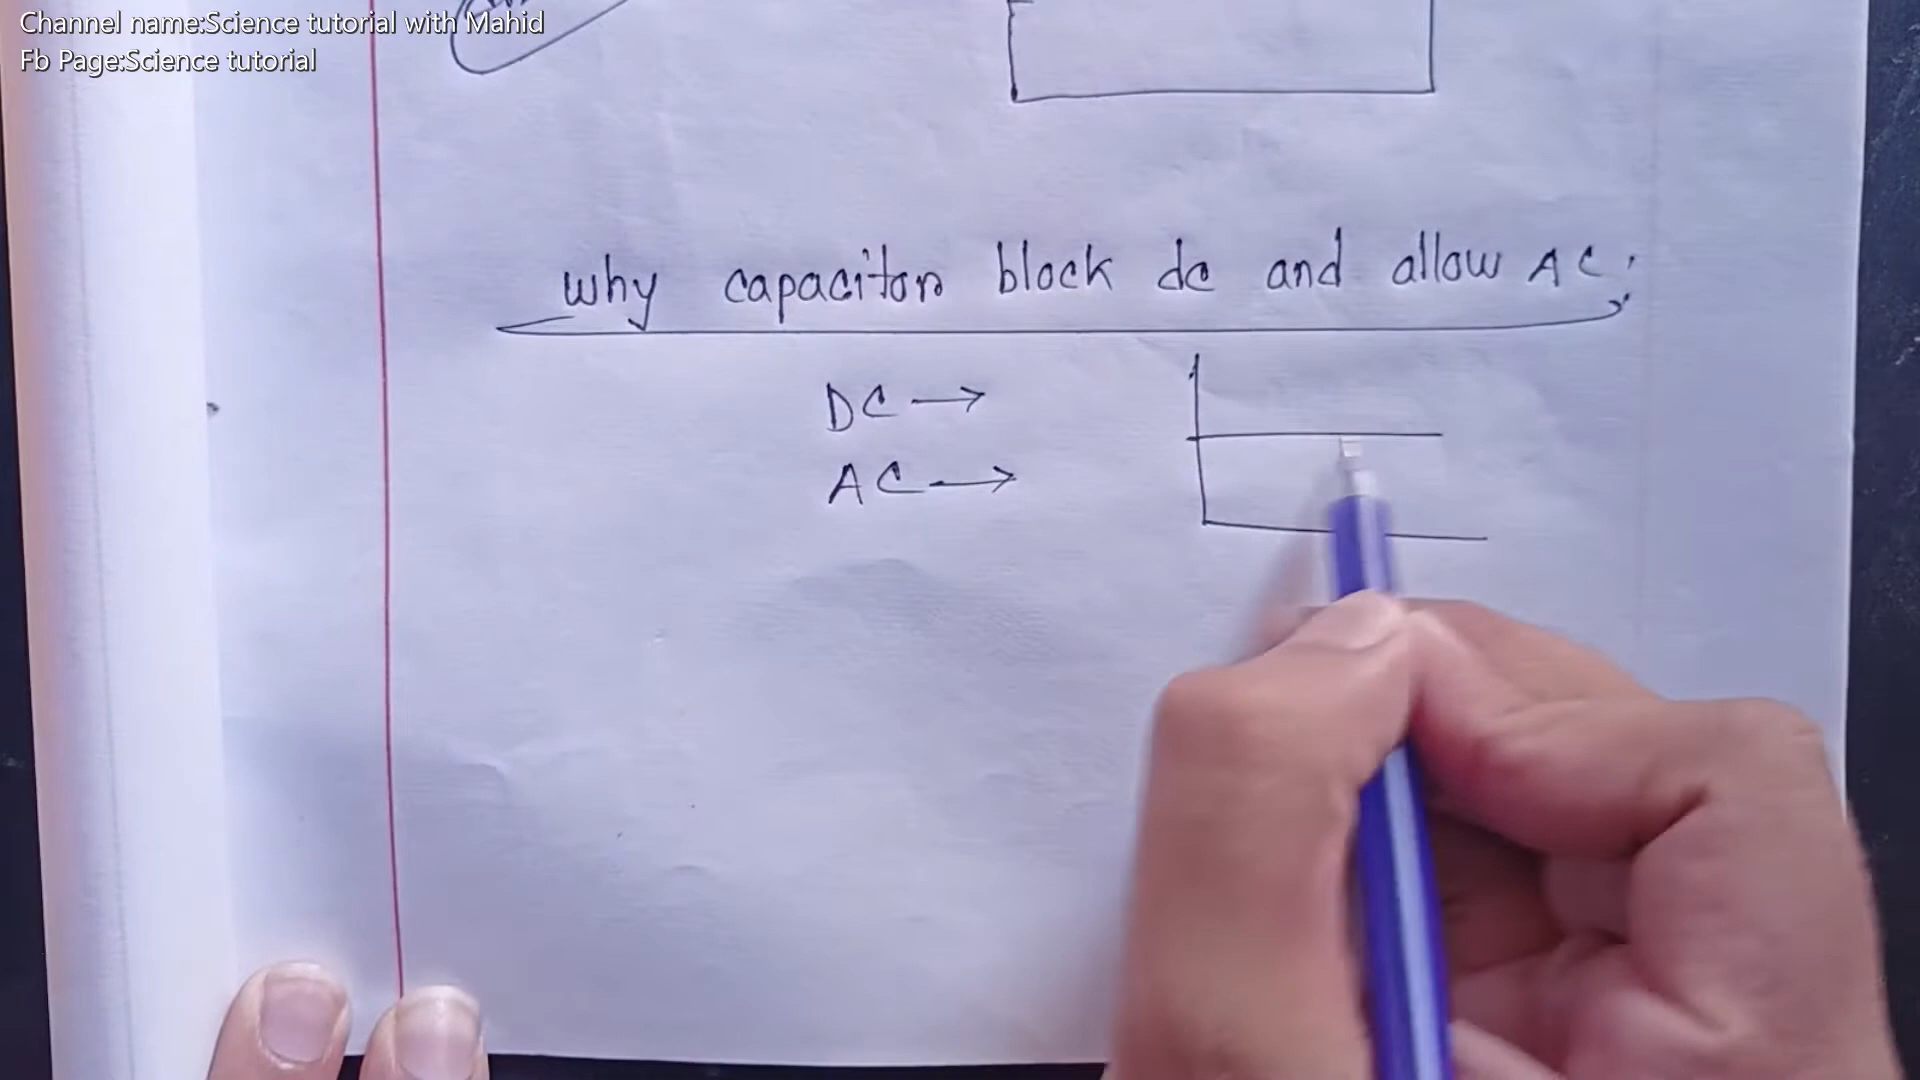 Channel name:Science tutorial with Mahid
Fb Page:Science tutorial
why capacitor block dc and allow AC.
DC →
AC →